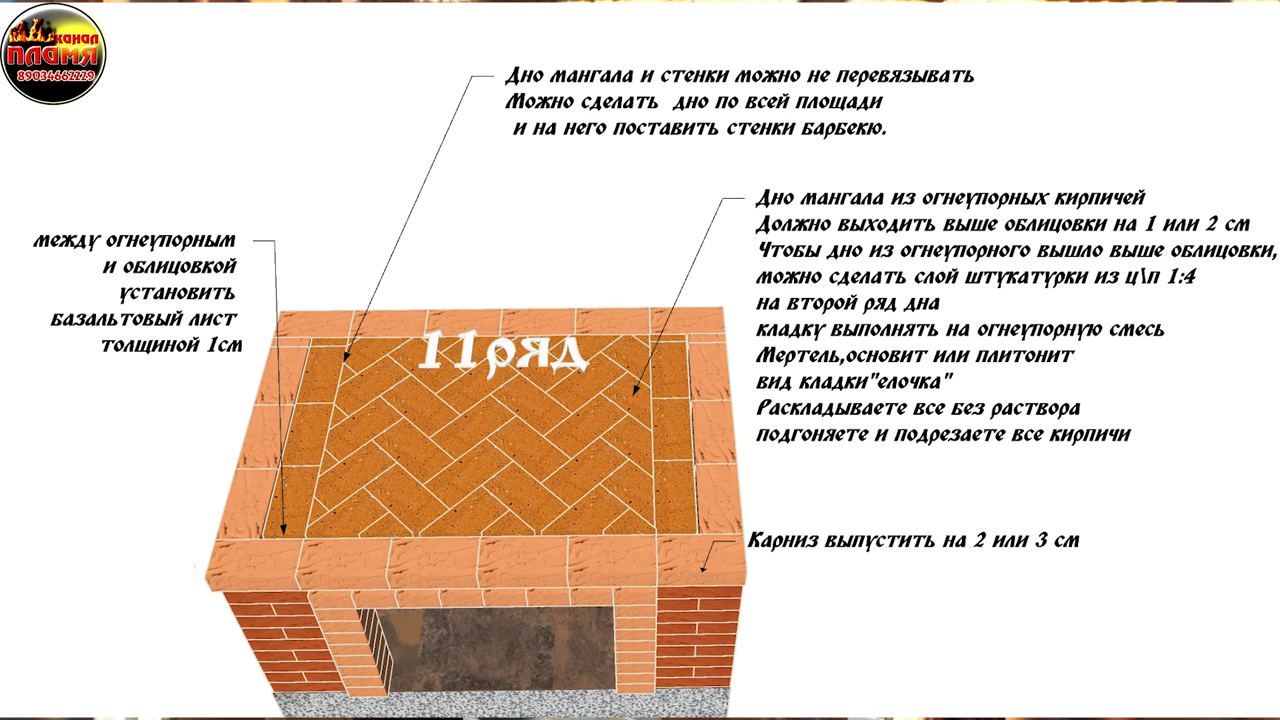 канал
пламя
89034662229
Дно мангала и стенки можно не перевязывать
Можно сделать дно по всей площади
и на него поставить стенки барбекю.
Дно мангала из огнеупорных кирпичей
Должно выходить выше облицовки на 1 или 2 см
Чтобы дно из огнеупорного вышло выше облицовки,
можно сделать слой штукатурки из ц\п 1:4
на второй ряд дна
кладку выполнять на огнеупорную смесь
Мертель,основит или плитонит
вид кладки"елочка"
Раскладываете все без раствора
подгоняете и подрезаете все кирпичи
между огнеупорным
и облицовкой
установить
базальтовый лист
толщиной 1см
11ряд
Карниз выпустить на 2 или 3 см